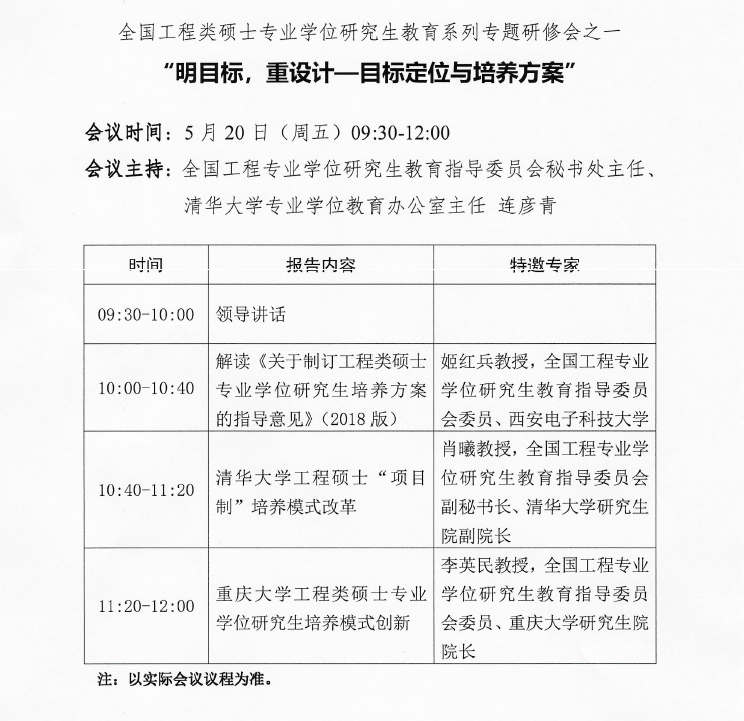 全国工程类硕士专业学位研究生教育系列专题研修会之一
“明目标，重设计—目标定位与培养方案”
会议时间：5 月 20 日（周五）09:30-12:00
会议主持：全国工程专业学位研究生教育指导委员会秘书处主任、
清华大学专业学位教育办公室主任 连彦青
时间 报告内容 特邀专家
09:30-10:00 领导讲话
解读《关于制订工程类硕士
专业学位研究生培养方案
的指导意见》（2018 版）
10:00-10:40
姬红兵教授，全国工程专业
学位研究生教育指导委员
会委员、西安电子科技大学
10:40-11:20
清华大学工程硕士“项目
制”培养模式改革
肖曦教授，全国工程专业学
位研究生教育指导委员会
副秘书长、清华大学研究生
院副院长
11:20-12:00
重庆大学工程类硕士专业
学位研究生培养模式创新
李英民教授，全国工程专业
学位研究生教育指导委员
会委员、重庆大学研究生院
院长
注：以实际会议议程为准。